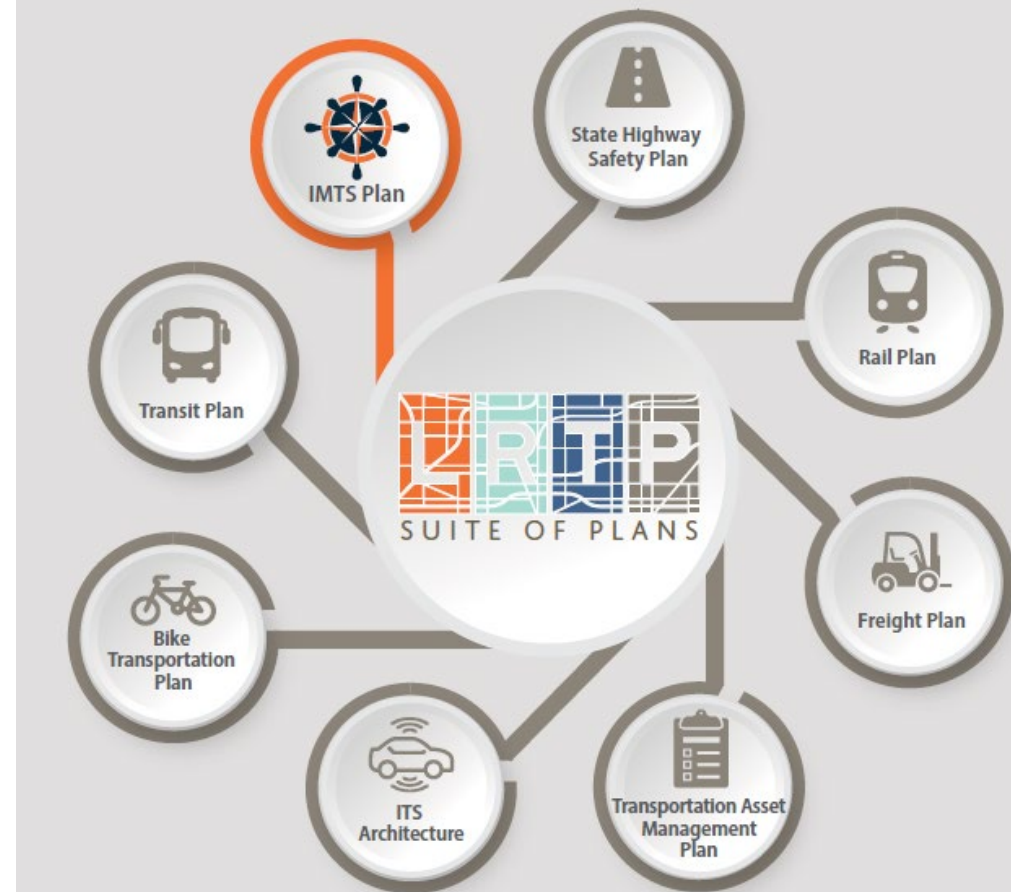 IMTS Plan
State Highway
Safety Plan
Rail Plan
Transit Plan
LRTP
SUITE OF PLANS
Freight Plan
Bike
Transportation
Plan
ITS
Architecture
Transportation Asset
Management
Plan